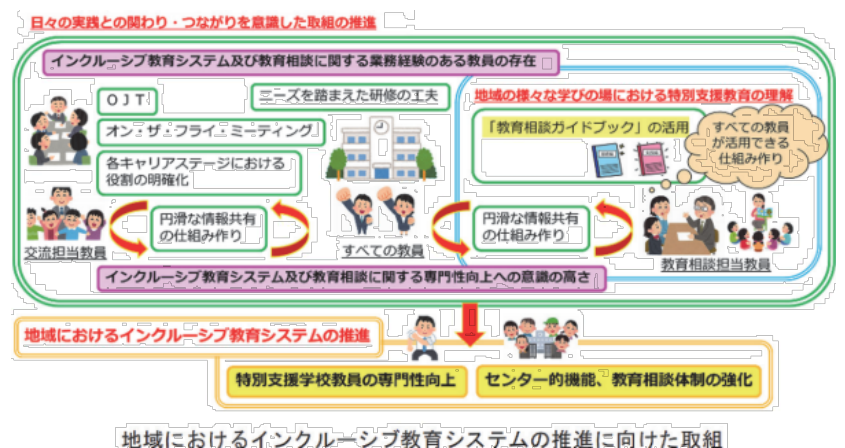 日々の実践との関わり・つながりを意識した取組の推進
インクルーシブ教育システム及び教育相談に関する業務経験のある教員の存在
OJT
ニーズを踏まえた研修の工夫
オン・ザ・フライ・ミーティング
各キャリアステージにおける
役割の明確化
地域の様々な学びの場における特別支援教育の理解
「教育相談ガイドブック」の活用
すべての教員
が活用できる
仕組み作り
円滑な情報共有
の仕組み作り
円滑な情報共有
の仕組み作り
交流担当教員
すべての教員
教育相談担当教員
インクルーシブ教育システム及び教育相談に関する専門性向上への意識の高さ
地域におけるインクルーシブ教育システムの推進
特別支援学校教員の専門性向上
センター的機能、教育相談体制の強化
地域におけるインクルーシブ教育システムの推進に向けた取組